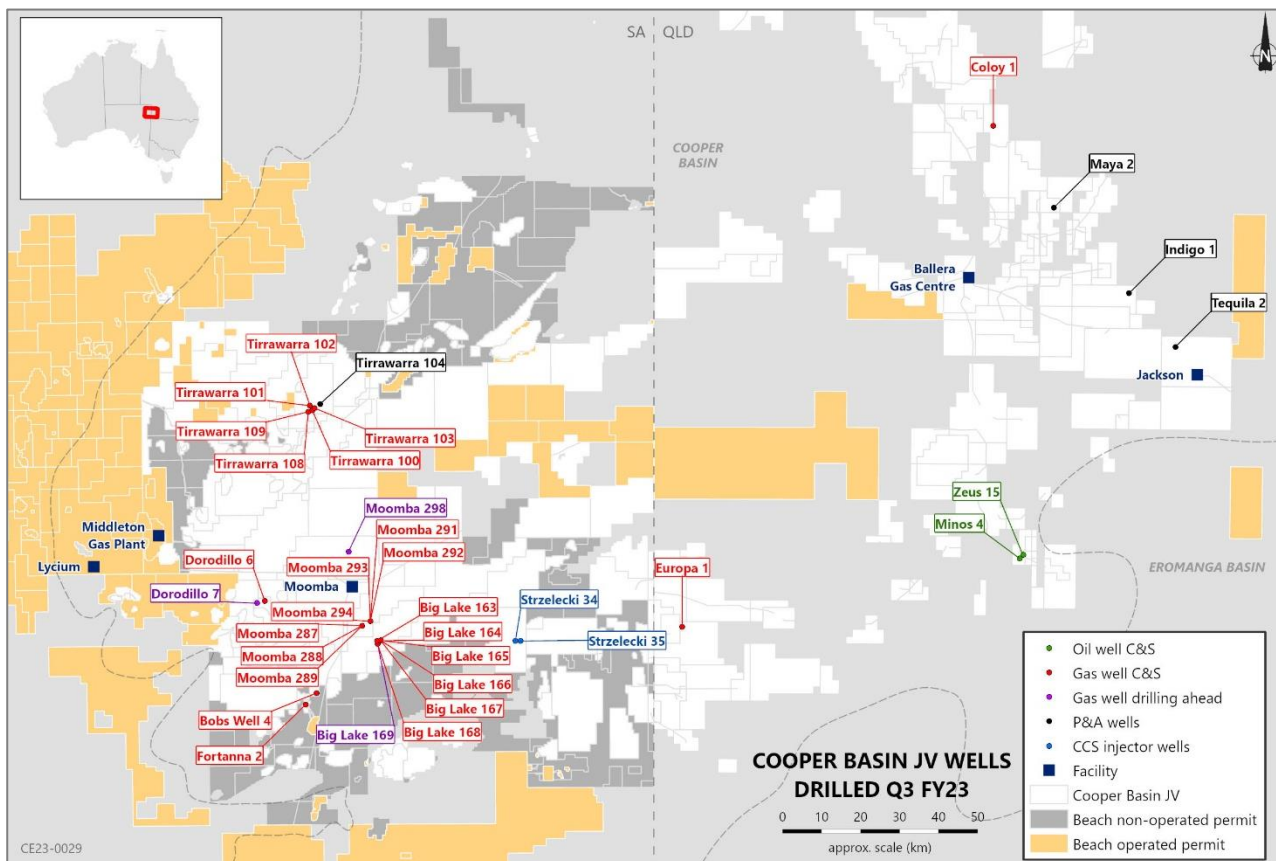 SA
QLD
N
Coloy 1
COOPER
BASIN
Maya 2
Indigo 1
Ballera
Gas Centre
Tequila 2
Jackson
Tirrawarra 102
Tirrawarra 104
Tirrawarra 101
Tirrawarra 109
Tirrawarra 103
Tirrawarra 108
Tirrawarra 100
Zeus 15
Minos 4
Moomba 298
Middleton
Gas Plant
Moomba 291
Moomba 292
Lycium
Dorodillo 6
Moomba 293
Europa 1
EROMANGA BASIN
Moomba
Dorodillo 7
Strzelecki 34
Moomba 294
Big Lake 163
Moomba 287
Big Lake 164
Strzelecki 35
Moomba 288
Big Lake 165
Moomba 289
Big Lake 166
Big Lake 167
Bobs Well 4
Big Lake 169
Big Lake 168
Fortanna 2
Oil well C&S
Gas well C&S
Gas well drilling ahead
P&A wells
CCS injector wells
Facility
Cooper Basin JV
Beach non-operated permit
Beach operated permit
COOPER BASIN JV WELLS
DRILLED Q3 FY23
0 10 20 30 40 50
approx. scale (km)
CE23-0029